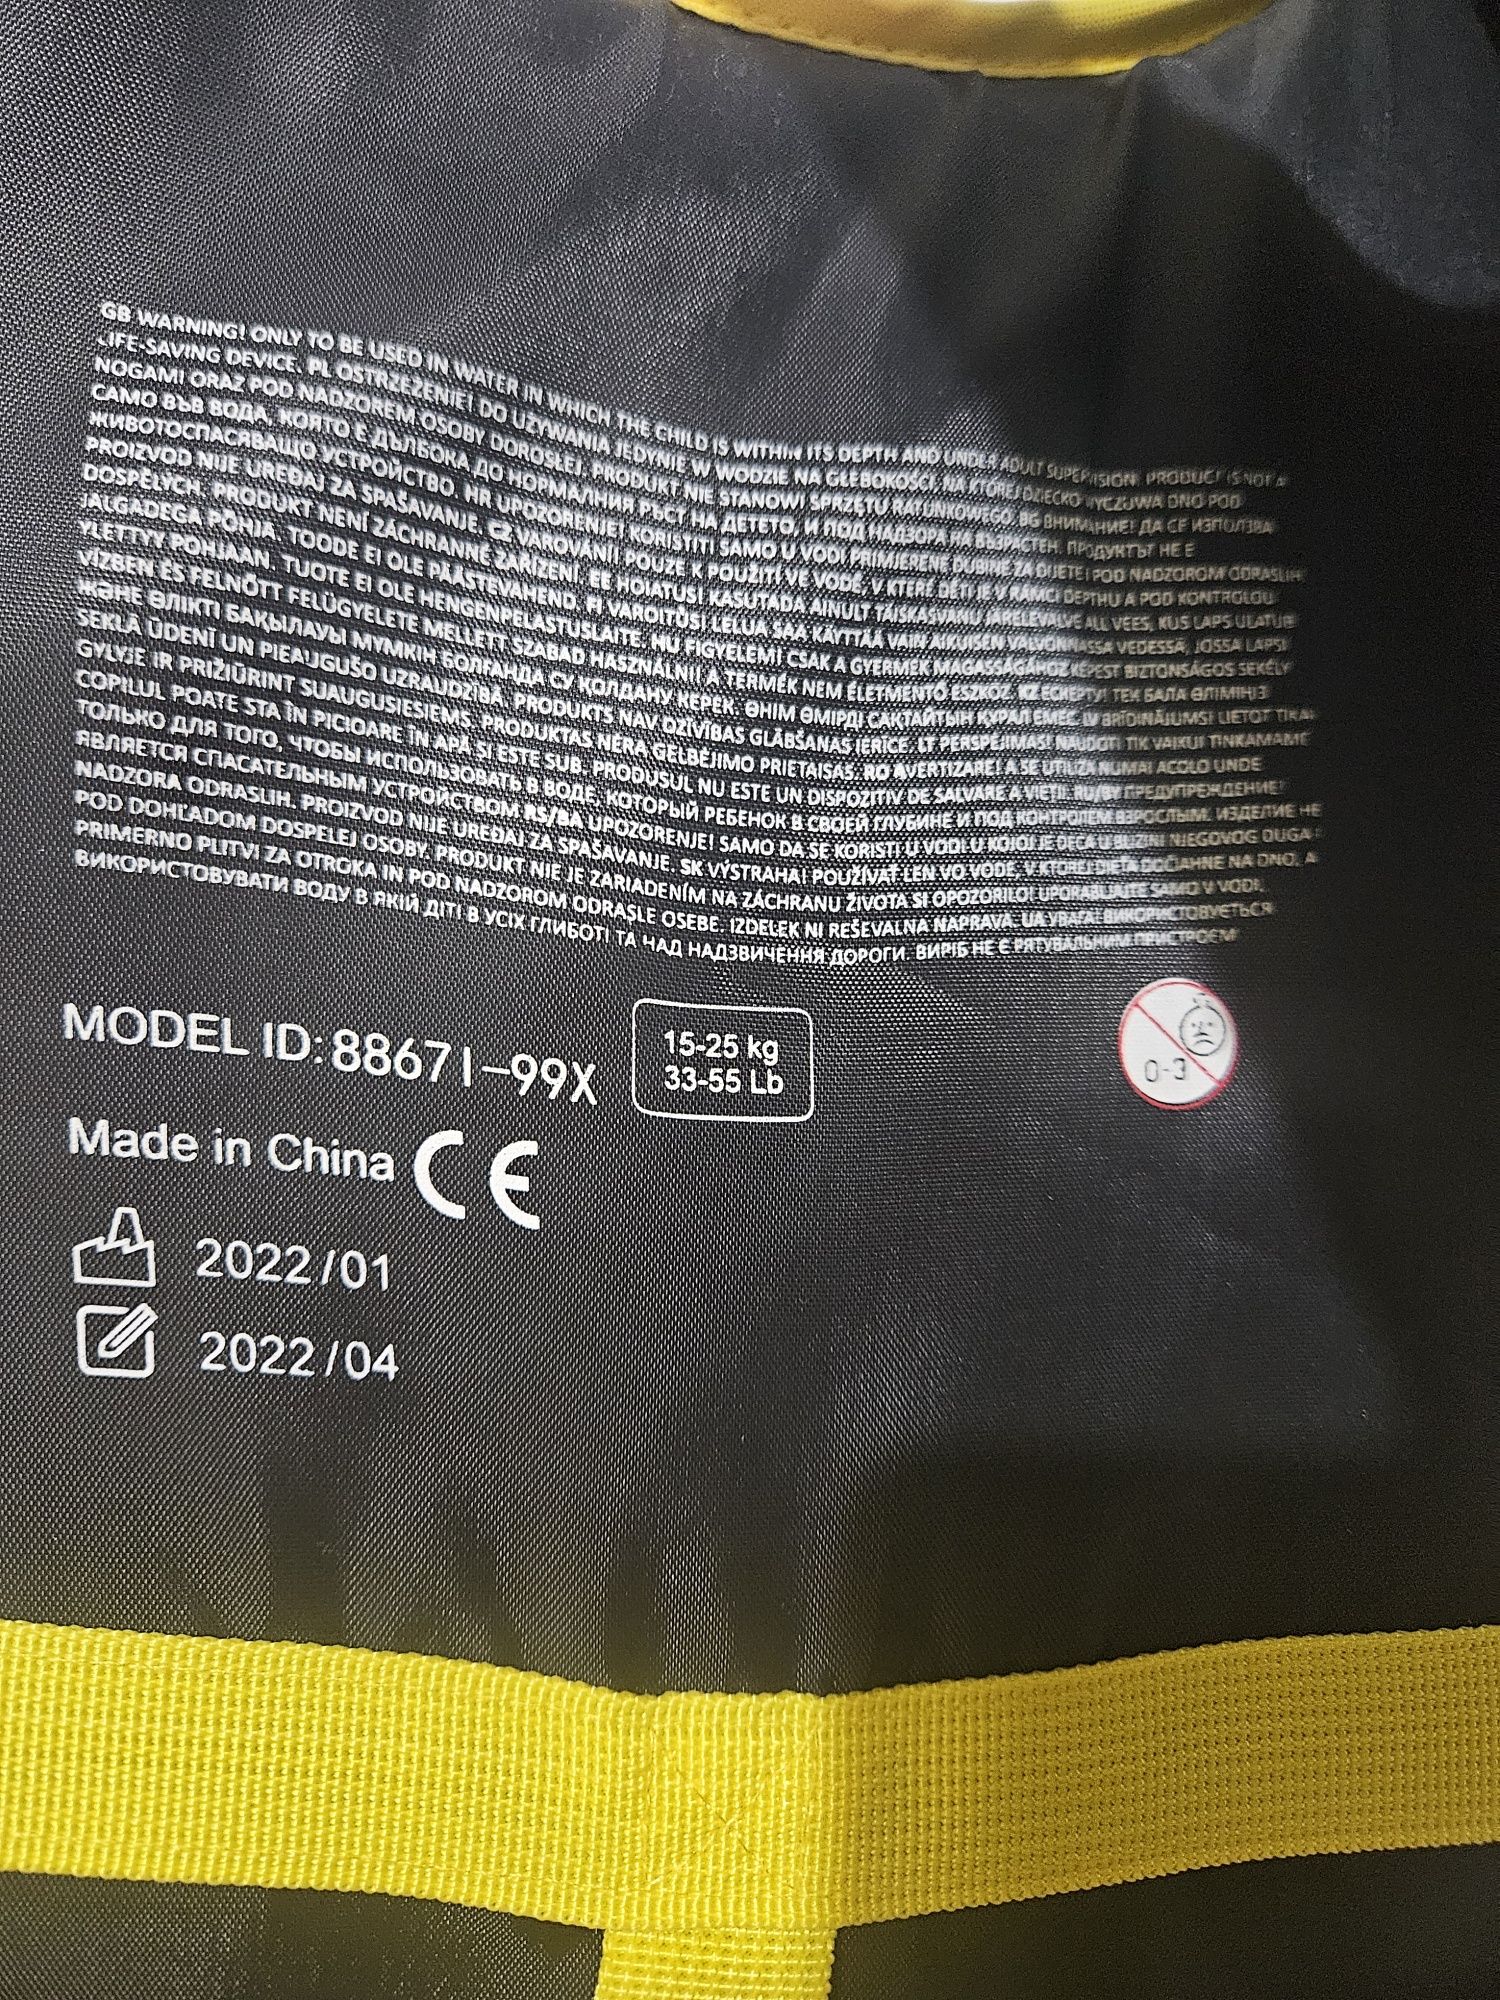 GB WARNING! ONLY TO BE USED IN WATER IN WHICH THE CHILD IS WITHIN ITS DEPTH AND UNDER ADULT SUPERVISION. PRODUCT IS NOT A
LIFE-SAVING DEVICE. PL OSTRZEŻENIE! DO UŻYWANIA JEDYNIE W WODZIE NA GŁĘBOKOŚCI, NA KTÓREJ DZIECKO WYCZUWA DNO POD
NOGAMI ORAZ POD NADZOREM OSOBY DOROSŁEJ. PRODUKT NIE STANOWI SPRZĘTU RATUNKOWEGO. BG ВНИМАНИЕ! ДА СЕ ИЗПОЛЗВА
САМО ВЪВ ВОДА, КОЯТО Е ДЪЛБОКА ДО НОРМАЛНИЯ РЪСТ НА ДЕТЕТО, И ПОД НАДЗОРА НА ВЪЗРАСТЕН. ПРОДУКТЪТ НЕ Е
ЖИВОТОСПАСЯВАЩО УСТРОЙСТВО. HR UPOZORENJE! KORISTITI SAMO U VODI PRIMJERENE DUBINE ZA DIJETE I POD NADZOROM ODRASLIH.
PROIZVOD NIJE UREĐAJ ZA SPAŠAVANJE. CZ VAROVÁNÍ! POUZE K POUŽITÍ VE VODĚ, V KTERÉ DĚTI JE V RÁMCI DEPTHU A POD KONTROLOU
DOSPĚLÝCH. PRODUKT NENÍ ZÁCHRANNÉ ZAŘÍZENÍ. EE HOIATUS! KASUTADA AINULT TÄISKASVANU JÄRELEVALVE ALL VEES, KUS LAPS ULATUB
JALGADEGA PÕHJA. TOODE EI OLE PÄÄSTEVAHEND. FI VAROITUS! LELUA SAA KÄYTTÄÄ VAIN AIKUISEN VEDESSÄ, JOSSA LAPSI
YLETTYY POHJAAN. TUOTE EI OLE HENGENPELASTUSLAITE. HU FIGYELEM! CSAK A GYERMEK MAGASSÁGÁHOZ KÉPEST BIZTONSÁGOS SEKÉLY
VÍZBEN ÉS FELNŐTT FELÜGYELETE MELLETT SZABAD HASZNÁLNI! A TERMÉK NEM ÉLETMENTŐ ESZKÖZ. KZ ЕСКЕРТУ! ТЕК БАЛА ӨЛІМІНІЗ
ЖӘНЕ ӘЛІКТІ БАҚЫЛАУЫ МУМКІН БОЛҒАНДА СУ ҚОЛДАНУ КЕРЕК. ӨНІМ ӨМІРДІ САҚТАЙТЫН ҚҰРАЛ ЕМЕС. LV BRĪDINĀJUMS! LIETOT TIKAI
SEKLĀ ŪDENĪ UN PIEAUGUŠO UZRAUDZĪBĀ. PRODUKTS NAV DZĪVĪBAS GLĀBŠANAS IERĪCE. LT PERSPĖJIMAS! NAUDOTI TIK VAIKUI TINKAMAME
GYLYJE IR PRIŽIŪRINT SUAUGUSIESIEMS. PRODUKTAS NĖRA GELBĖJIMO PRIETAISAS. RO AVERTIZARE! A SE UTILIZA NUMAI ACOLO UNDE
COPILUL POATE STA ÎN PICIOARE ÎN APĂ ȘI ESTE SUB. PRODUSUL NU ESTE UN DISPOZITIV DE SALVARE A VIEȚII. RU/BY ПРЕДУПРЕЖДЕНИЕ!
ТОЛЬКО ДЛЯ ТОГО, ЧТОБЫ ИСПОЛЬЗОВАТЬ В ВОДЕ, КОТОРЫЙ РЕБЕНОК В СВОЕЙ ГЛУБИНЕ И ПОД КОНТРОЛЕМ ВЗРОСЛЫМ. ИЗДЕЛИЕ НЕ
ЯВЛЯЕТСЯ СПАСАТЕЛЬНЫМ УСТРОЙСТВОМ RS/BA UPOZORENJE! SAMO DA SE KORISTI U VODI U KOJOJ JE DECA U BLIZINI NJEGOVOG DUGA I
NADZORA ODRASLIH. PROIZVOD NIJE UREĐAJ ZA SPAŠAVANJE. SK VÝSTRAHA! POUŽÍVAŤ LEN VO VODE, V KTOREJ DIEŤA DOČIAHNE NA DNO, A
POD DOHĽADOM DOSPELEJ OSOBY. PRODUKT NIE JE ZARIADENÍM NA ZÁCHRANU ŽIVOTA SI OPOZORILO! UPORABLJAJTE SAMO V VODI,
PRIMERNO PLITVI ZA OTROKA IN POD NADZOROM ODRASLE OSEBE. IZDELEK NI REŠEVALNA NAPRAVA. UA УВАГА! ВИКОРИСТОВУЄТЬСЯ
ВИКОРИСТОВУВАТИ ВОДУ В ЯКІЙ ДІТІ В УСІХ ГЛИБОТІ ТА НАД НАДЗВИЧЕННЯ ДОРОГИ. ВИРІБ НЕ Є РЯТУВАЛЬНИМ ПРИСТРОЄМ
MODEL ID: 88671-99X
15-25 kg
33-55 Lb
0-3
Made in China CE
2022/01
2022/04